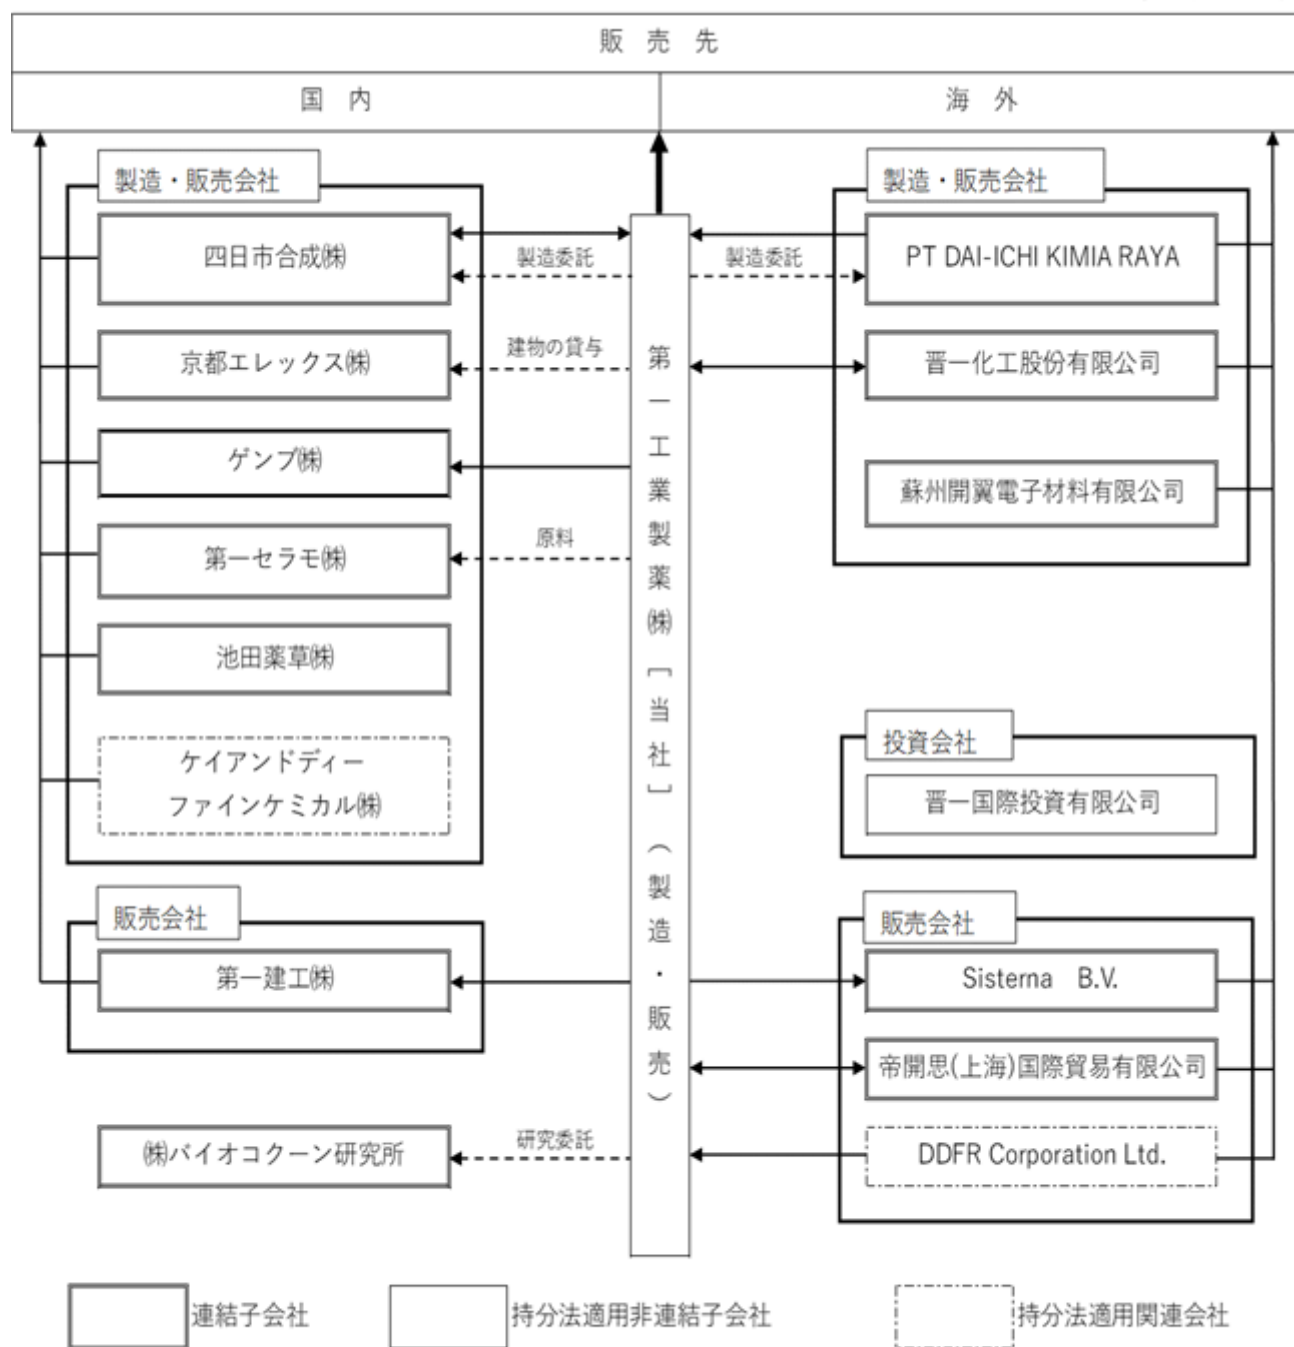 販 売 先
国 内
海 外
製造・販売会社
四日市合成㈱
京都エレックス㈱
ゲンブ㈱
第一セラモ㈱
池田薬草㈱
ケイアンドディー
ファインケミカル㈱
販売会社
第一建工㈱
㈱バイオコクーン研究所
製造委託
建物の貸与
原料
研究委託
第一工業製薬㈱[当社](製造・販売)
製造委託
製造・販売会社
PT DAI-ICHI KIMIA RAYA
晋一化工股份有限公司
蘇州開翼電子材料有限公司
投資会社
晋一国際投資有限公司
販売会社
Sisterna B.V.
帝開思(上海)国際貿易有限公司
DDFR Corporation Ltd.
連結子会社
持分法適用非連結子会社
持分法適用関連会社